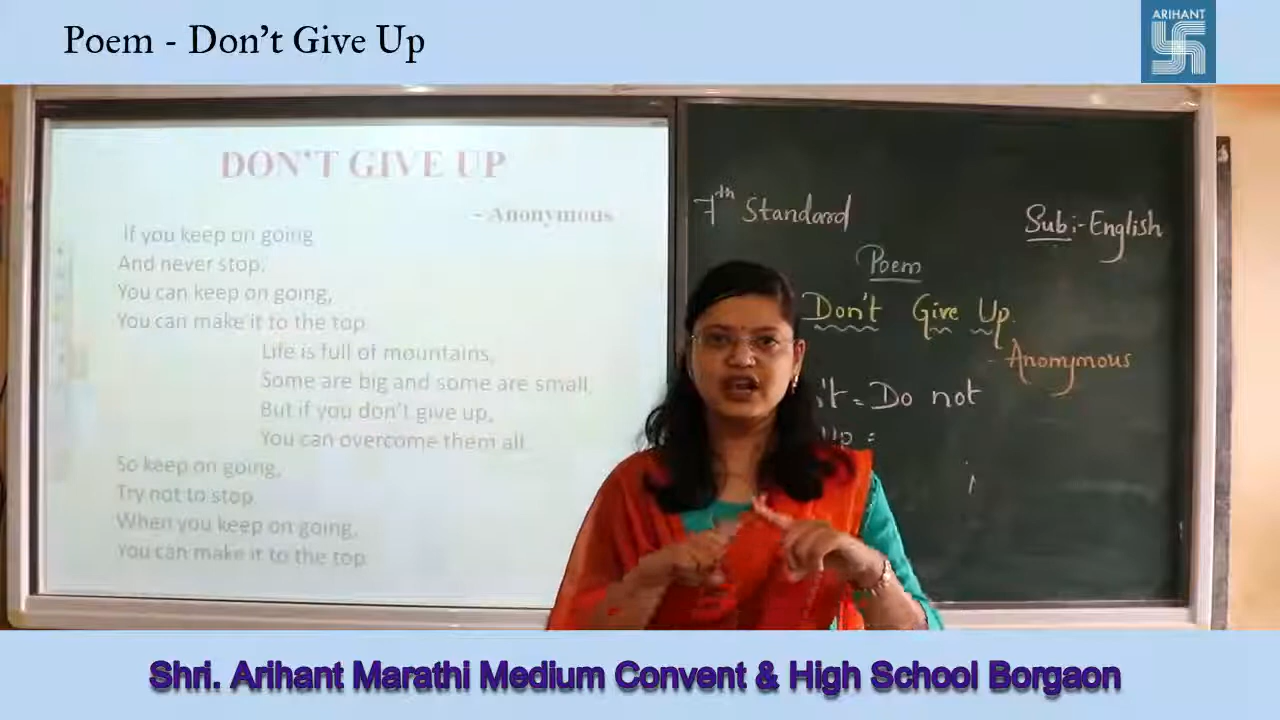 Poem - Don't Give Up
ARIHANT
DON'T GIVE UP
- Anonymous
If you keep on going
And never stop.
You can keep on going,
You can make it to the top.
Life is full of mountains,
Some are big and some are small,
But if you don't give up,
You can overcome them all.
So keep on going,
Try not to stop.
When you keep on going,
You can make it to the top.
7th Standard
Sub:- English
Poem
Don't Give Up.
- Anonymous
't = Do not
Up =
Shri. Arihant Marathi Medium Convent & High School Borgaon